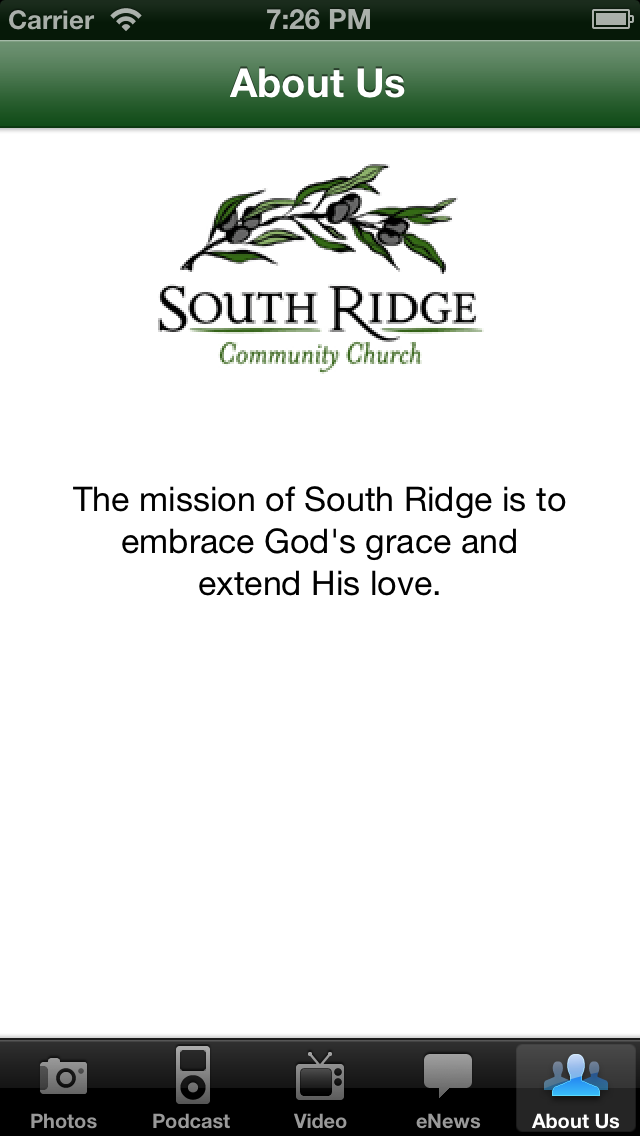 Carrier 7:26 PM
About Us
SOUTH RIDGE
Community Church
The mission of South Ridge is to
embrace God's grace and
extend His love.
Photos Podcast Video eNews About Us